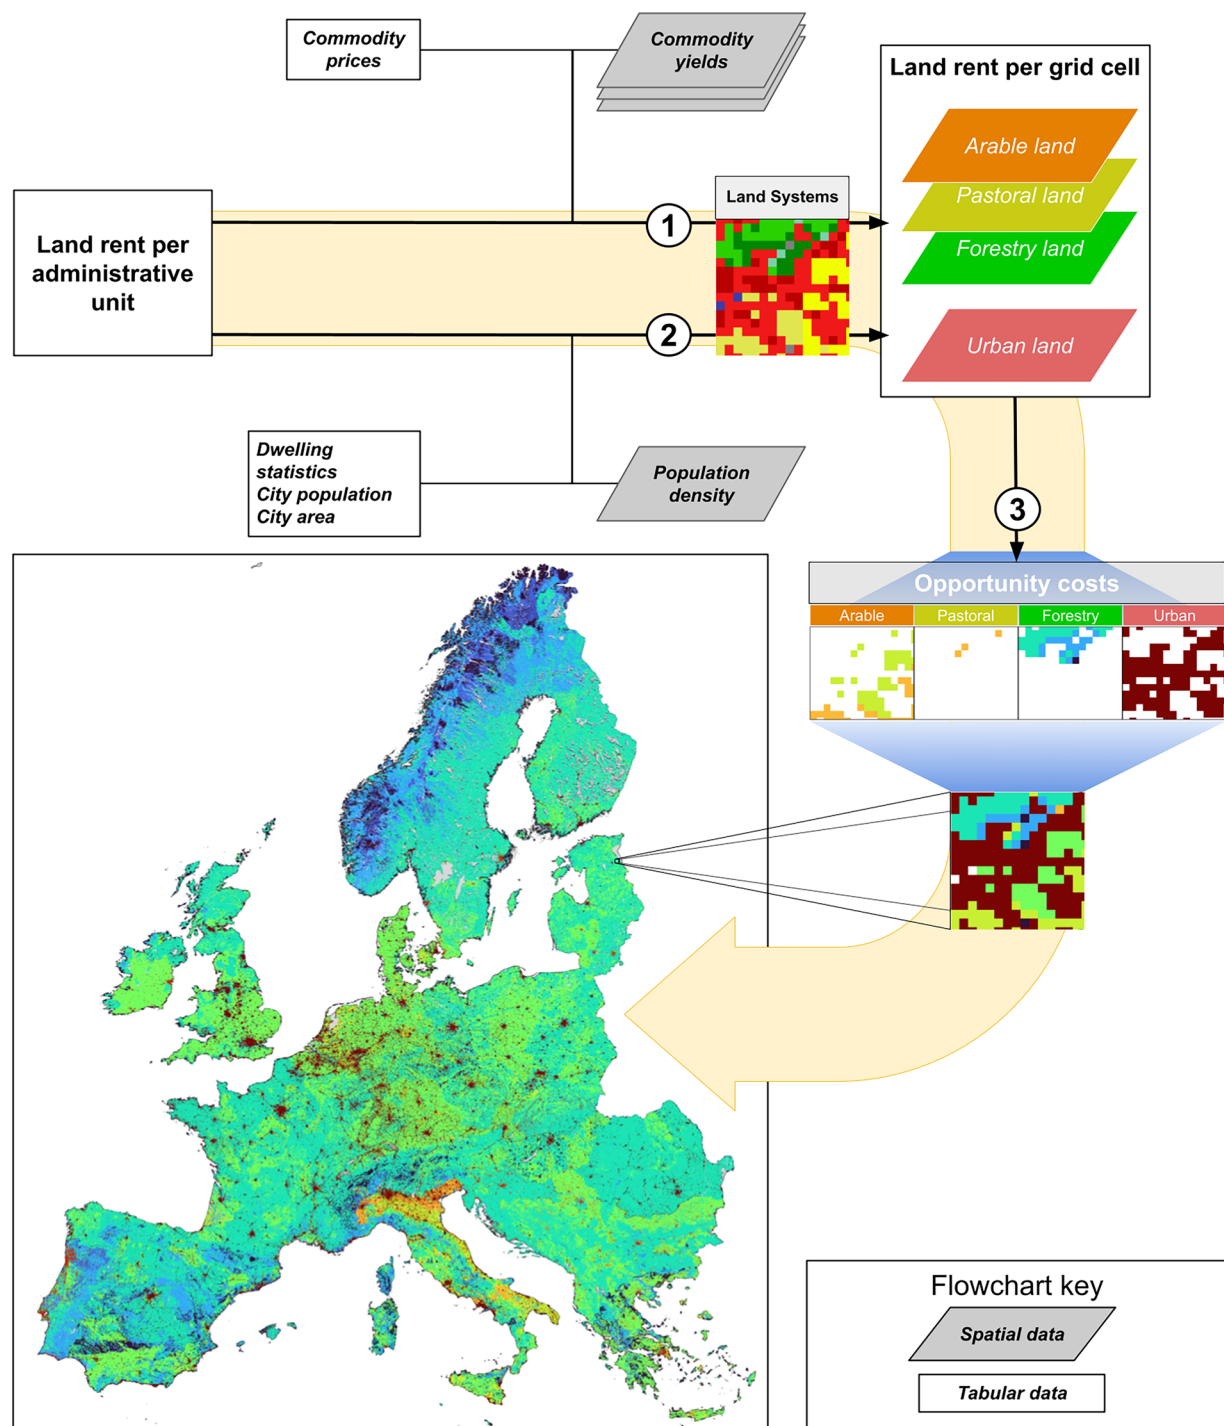 Commodity
prices
Commodity
yields
Land rent per grid cell
Arable land
Pastoral land
Forestry land
Urban land
Land Systems
Land rent per
administrative
unit
1
2
Dwelling
statistics
City population
City area
Population
density
3
Opportunity costs
Arable
Pastoral
Forestry
Urban
Flowchart key
Spatial data
Tabular data